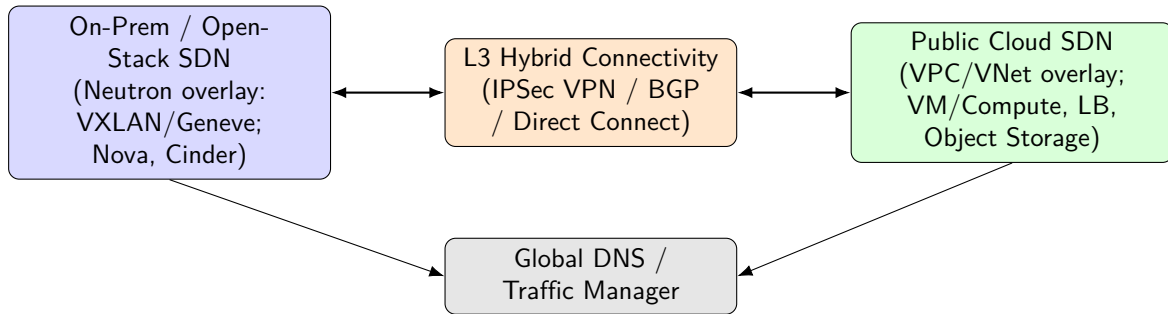 On-Prem / Open-
Stack SDN
(Neutron overlay:
VXLAN/Geneve;
Nova, Cinder)
L3 Hybrid Connectivity
(IPSec VPN / BGP
/ Direct Connect)
Public Cloud SDN
(VPC/VNet overlay;
VM/Compute, LB,
Object Storage)
Global DNS /
Traffic Manager